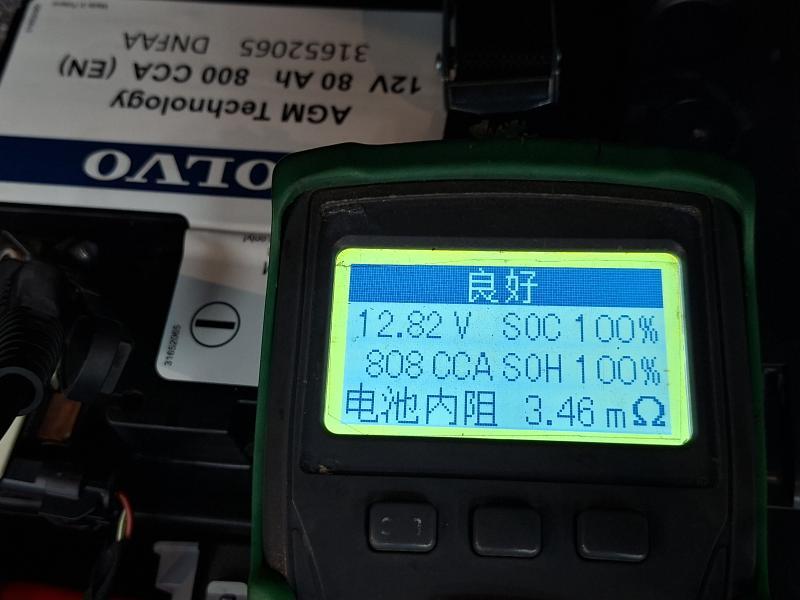 VOLVO
AGM Technology
12V 80 Ah 800 CCA (EN)
31652065 DNFAA
31652065
良好
12.82 V SOC 100%
808 CCA SOH 100%
电池内阻 3.46 mΩ